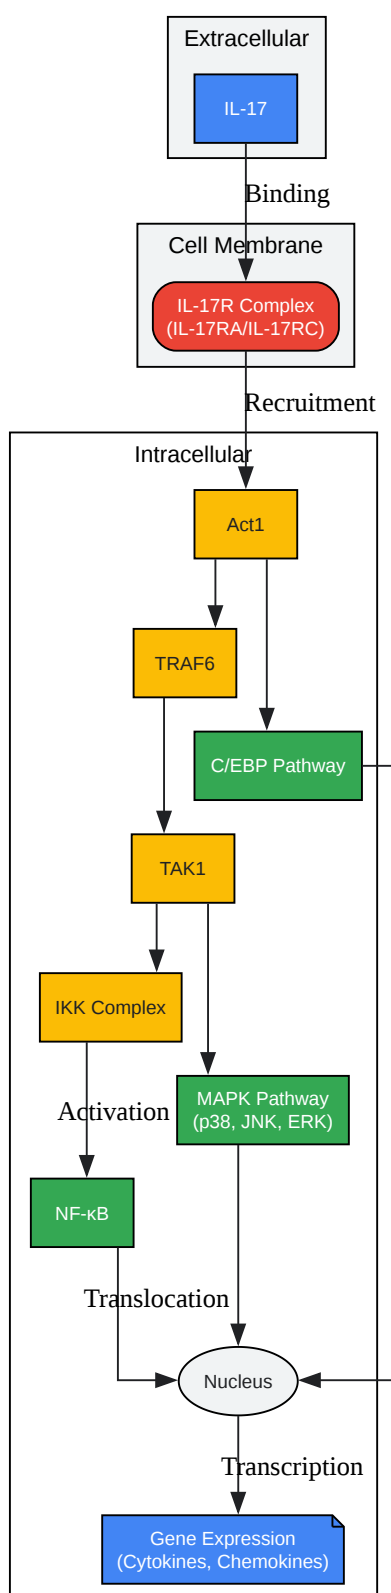 Extracellular
IL-17
Binding
Cell Membrane
IL-17R Complex
(IL-17RA/IL-17RC)
Recruitment
Intracellular
Act1
TRAF6
C/EBP Pathway
TAK1
IKK Complex
Activation
MAPK Pathway
(p38, JNK, ERK)
NF-κB
Translocation
Nucleus
Transcription
Gene Expression
(Cytokines, Chemokines)